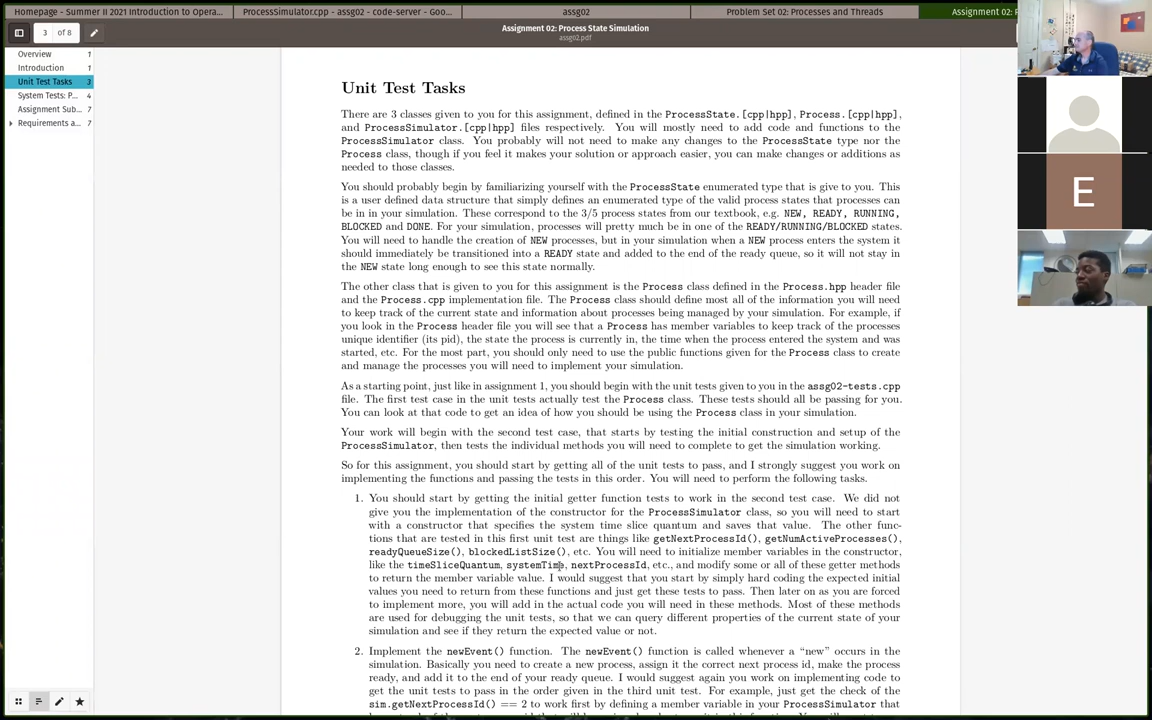 Homepage - Summer II 2021 Introduction to Opera...
ProcessSimulator.cpp - assg02 - code-server - Goo...
assg02
Problem Set 02: Processes and Threads
Assignment 02: P
3 of 8
Assignment 02: Process State Simulation
assg02.pdf
Overview 1
Introduction 1
Unit Test Tasks 3
System Tests: P... 4
Assignment Sub... 7
Requirements a... 7
Unit Test Tasks
There are 3 classes given to you for this assignment, defined in the ProcessState.[cpp|hpp], Process.[cpp|hpp],
and ProcessSimulator.[cpp|hpp] files respectively. You will mostly need to add code and functions to the
ProcessSimulator class. You probably will not need to make any changes to the ProcessState type nor the
Process class, though if you feel it makes your solution or approach easier, you can make changes or additions as
needed to those classes.
You should probably begin by familiarizing yourself with the ProcessState enumerated type that is give to you. This
is a user defined data structure that simply defines an enumerated type of the valid process states that processes can
be in in your simulation. These correspond to the 3/5 process states from our textbook, e.g. NEW, READY, RUNNING,
BLOCKED and DONE. For your simulation, processes will pretty much be in one of the READY/RUNNING/BLOCKED states.
You will need to handle the creation of NEW processes, but in your simulation when a NEW process enters the system it
should immediately be transitioned into a READY state and added to the end of the ready queue, so it will not stay in
the NEW state long enough to see this state normally.
The other class that is given to you for this assignment is the Process class defined in the Process.hpp header file
and the Process.cpp implementation file. The Process class should define most all of the information you will need
to keep track of the current state and information about processes being managed by your simulation. For example, if
you look in the Process header file you will see that a Process has member variables to keep track of the processes
unique identifier (its pid), the state the process is currently in, the time when the process entered the system and was
started, etc. For the most part, you should only need to use the public functions given for the Process class to create
and manage the processes you will need to implement your simulation.
As a starting point, just like in assignment 1, you should begin with the unit tests given to you in the assg02-tests.cpp
file. The first test case in the unit tests actually test the Process class. These tests should all be passing for you.
You can look at that code to get an idea of how you should be using the Process class in your simulation.
Your work will begin with the second test case, that starts by testing the initial construction and setup of the
ProcessSimulator, then tests the individual methods you will need to complete to get the simulation working.
So for this assignment, you should start by getting all of the unit tests to pass, and I strongly suggest you work on
implementing the functions and passing the tests in this order. You will need to perform the following tasks.
1. You should start by getting the initial getter function tests to work in the second test case. We did not
give you the implementation of the constructor for the ProcessSimulator class, so you will need to start
with a constructor that specifies the system time slice quantum and saves that value. The other func-
tions that are tested in this first unit test are things like getNextProcessId(), getNumActiveProcesses(),
readyQueueSize(), blockedListSize(), etc. You will need to initialize member variables in the constructor,
like the timeSliceQuantum, systemTime, nextProcessId, etc., and modify some or all of these getter methods
to return the member variable value. I would suggest that you start by simply hard coding the expected initial
values you need to return from these functions and just get these tests to pass. Then later on as you are forced
to implement more, you will add in the actual code you will need in these methods. Most of these methods
are used for debugging the unit tests, so that we can query different properties of the current state of your
simulation and see if they return the expected value or not.
2. Implement the newEvent() function. The newEvent() function is called whenever a “new” occurs in the
simulation. Basically you need to create a new process, assign it the correct next process id, make the process
ready, and add it to the end of your ready queue. I would suggest again you work on implementing code to
get the unit tests to pass in the order given in the third unit test. For example, just get the check of the
sim.getNextProcessId() == 2 to work first by defining a member variable in your ProcessSimulator that
E